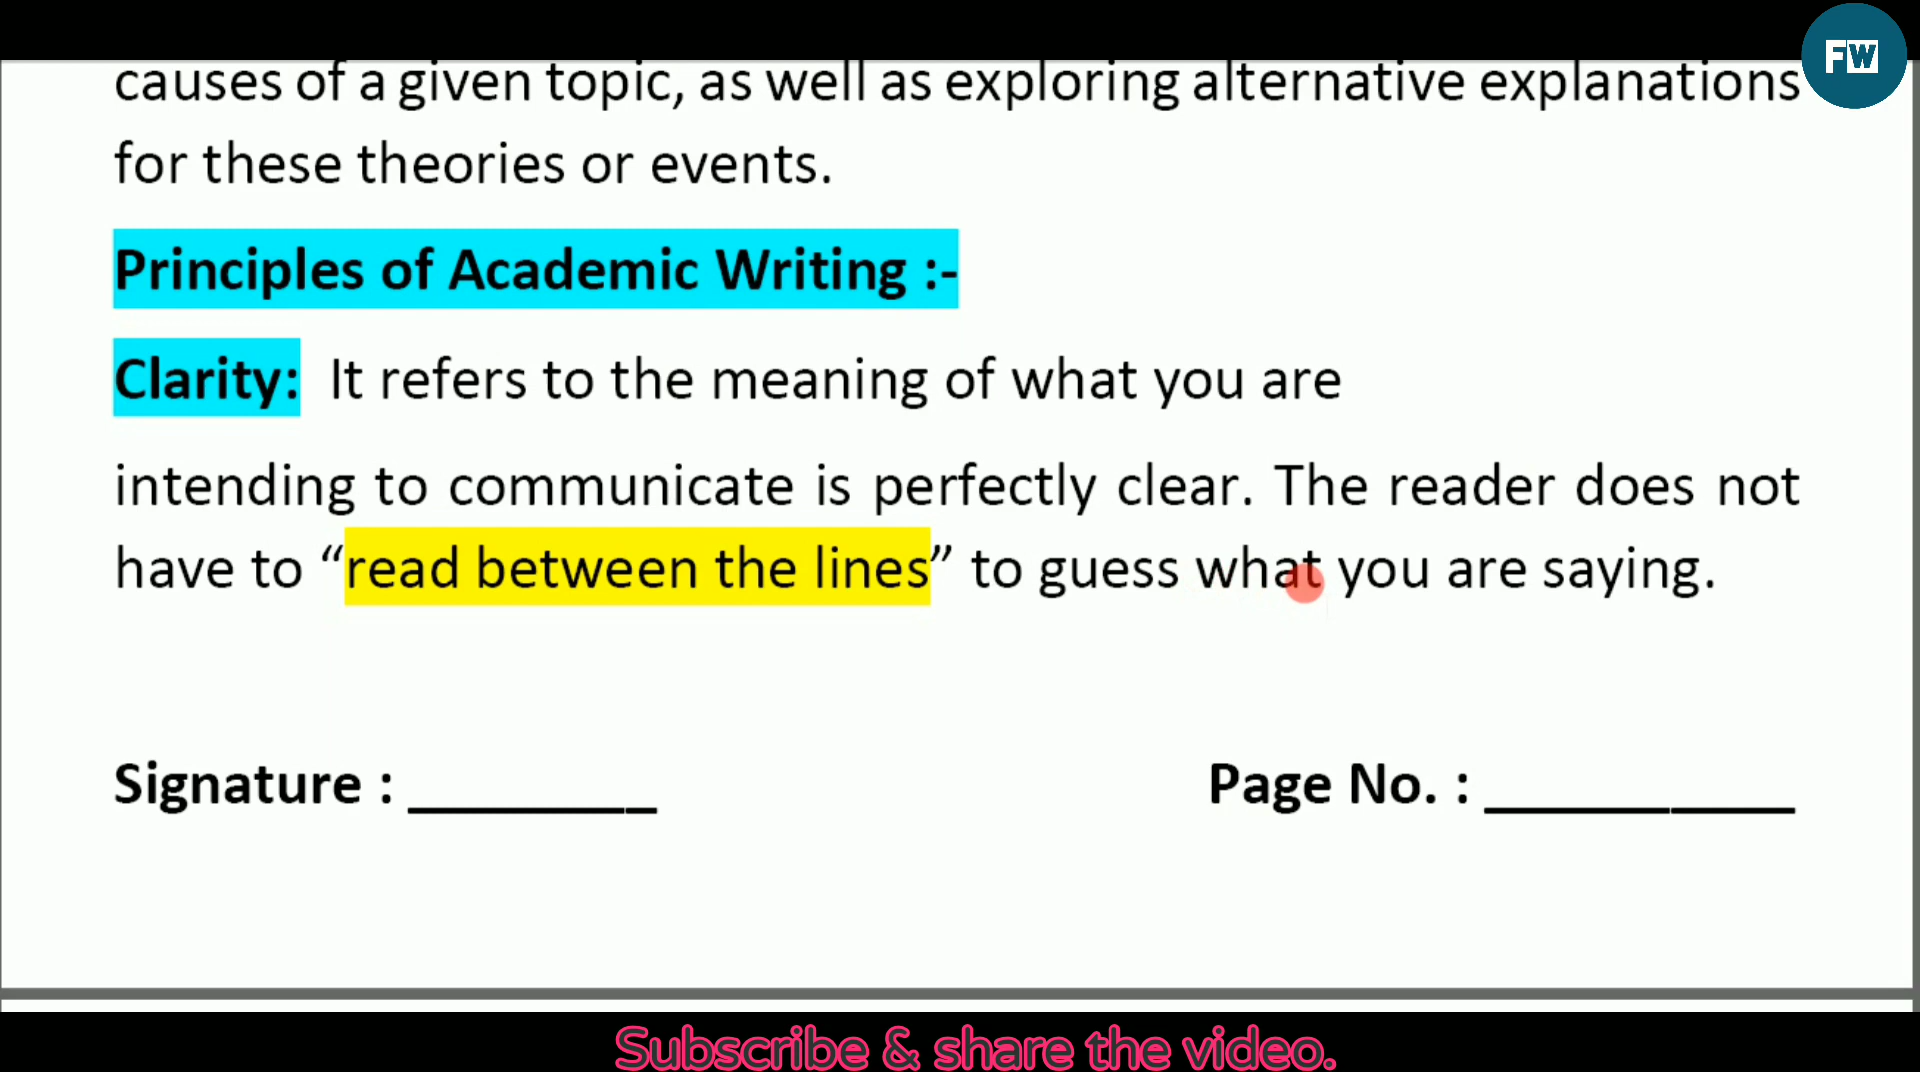 FW
causes of a given topic, as well as exploring alternative explanations
for these theories or events.
Principles of Academic Writing :-
Clarity: It refers to the meaning of what you are
intending to communicate is perfectly clear. The reader does not
have to “read between the lines” to guess what you are saying.
Signature : ________ Page No. : __________
Subscribe & share the video.